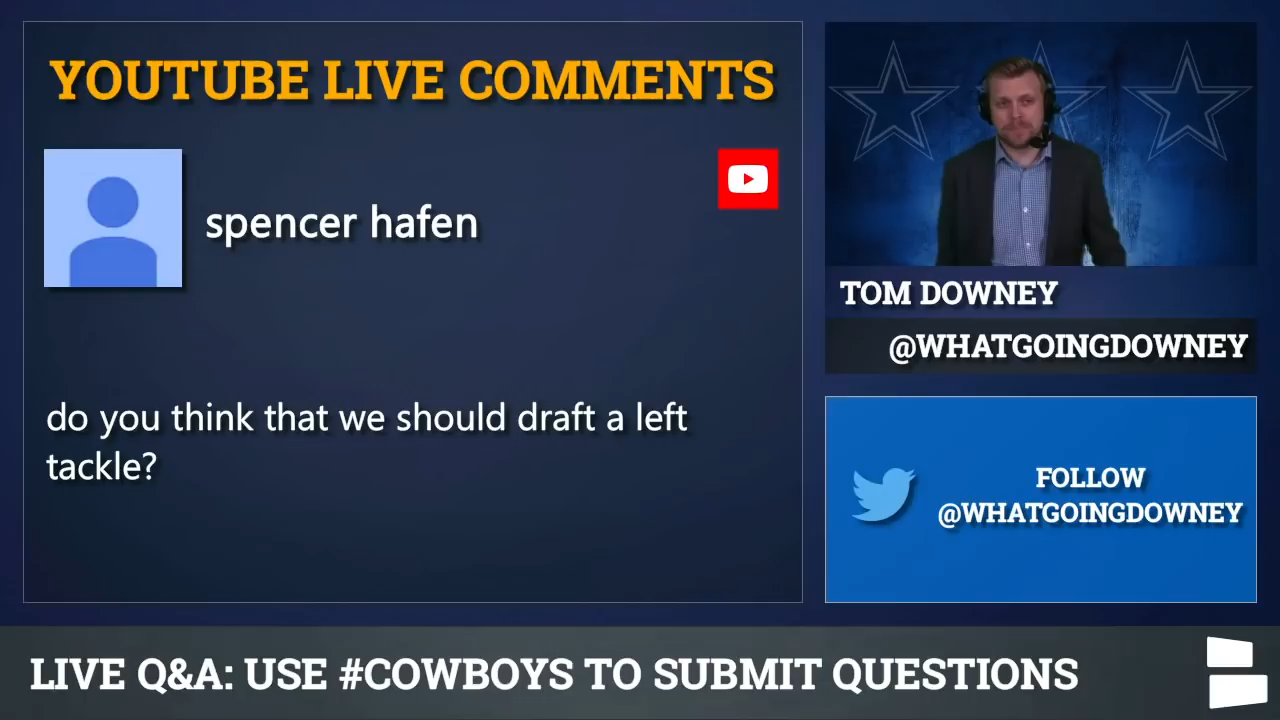 YOUTUBE LIVE COMMENTS
spencer hafen
do you think that we should draft a left
tackle?
TOM DOWNEY
@WHATGOINGDOWNEY
FOLLOW
@WHATGOINGDOWNEY
LIVE Q&A: USE #COWBOYS TO SUBMIT QUESTIONS